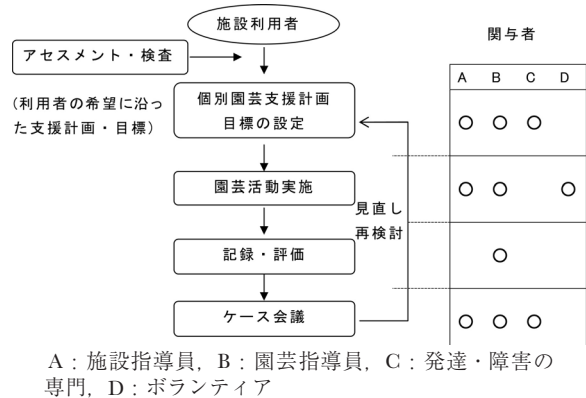 施設利用者
関与者
アセスメント・検査
A B C D
(利用者の希望に沿っ
た支援計画・目標)
個別園芸支援計画
目標の設定
○ ○ ○
園芸活動実施
○ ○ ○
見直し
再検討
記録・評価
○
ケース会議
○ ○ ○
A：施設指導員，B：園芸指導員，C：発達・障害の
専門，D：ボランティア